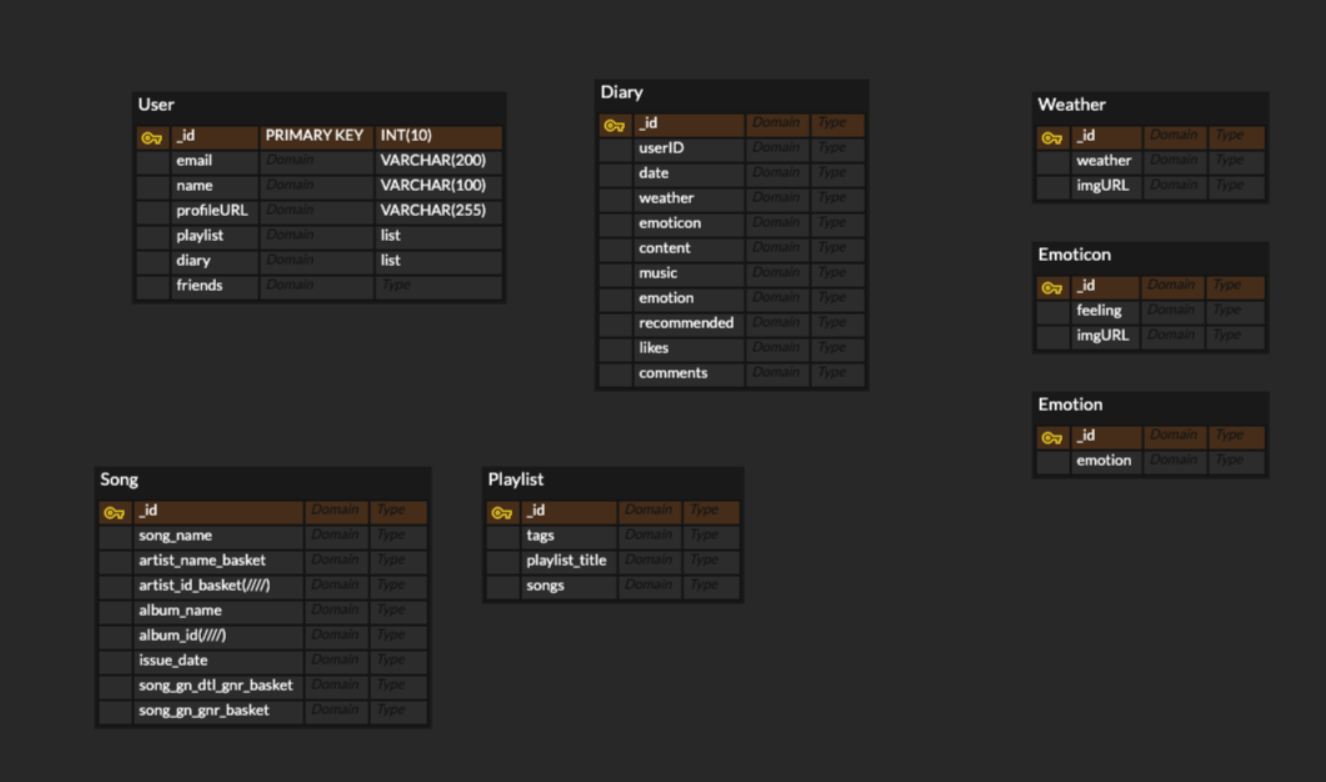 User
_id PRIMARY KEY INT(10)
email Domain VARCHAR(200)
name Domain VARCHAR(100)
profileURL Domain VARCHAR(255)
playlist Domain list
diary Domain list
friends Domain Type
Diary
_id Domain Type
userID Domain Type
date Domain Type
weather Domain Type
emoticon Domain Type
content Domain Type
music Domain Type
emotion Domain Type
recommended Domain Type
likes Domain Type
comments Domain Type
Weather
_id Domain Type
weather Domain Type
imgURL Domain Type
Emoticon
_id Domain Type
feeling Domain Type
imgURL Domain Type
Emotion
_id Domain Type
emotion Domain Type
Song
_id Domain Type
song_name Domain Type
artist_name_basket Domain Type
artist_id_basket(////) Domain Type
album_name Domain Type
album_id(////) Domain Type
issue_date Domain Type
song_gn_dtl_gnr_basket Domain Type
song_gn_gnr_basket Domain Type
Playlist
_id Domain Type
tags Domain Type
playlist_title Domain Type
songs Domain Type